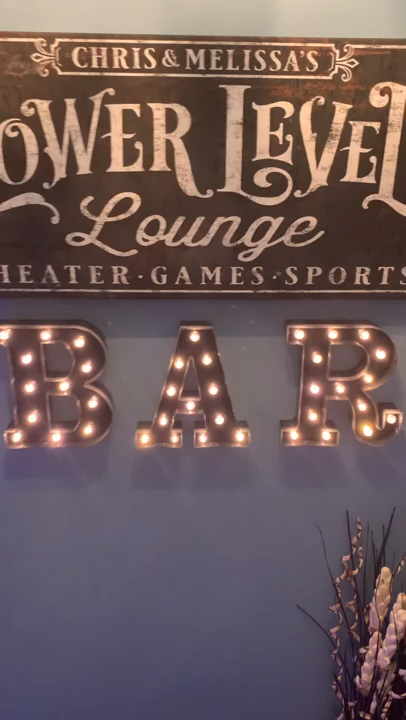 CHRIS & MELISSA'S
OWER LEVEL
Lounge
HEATER · GAMES · SPORTS
BAR